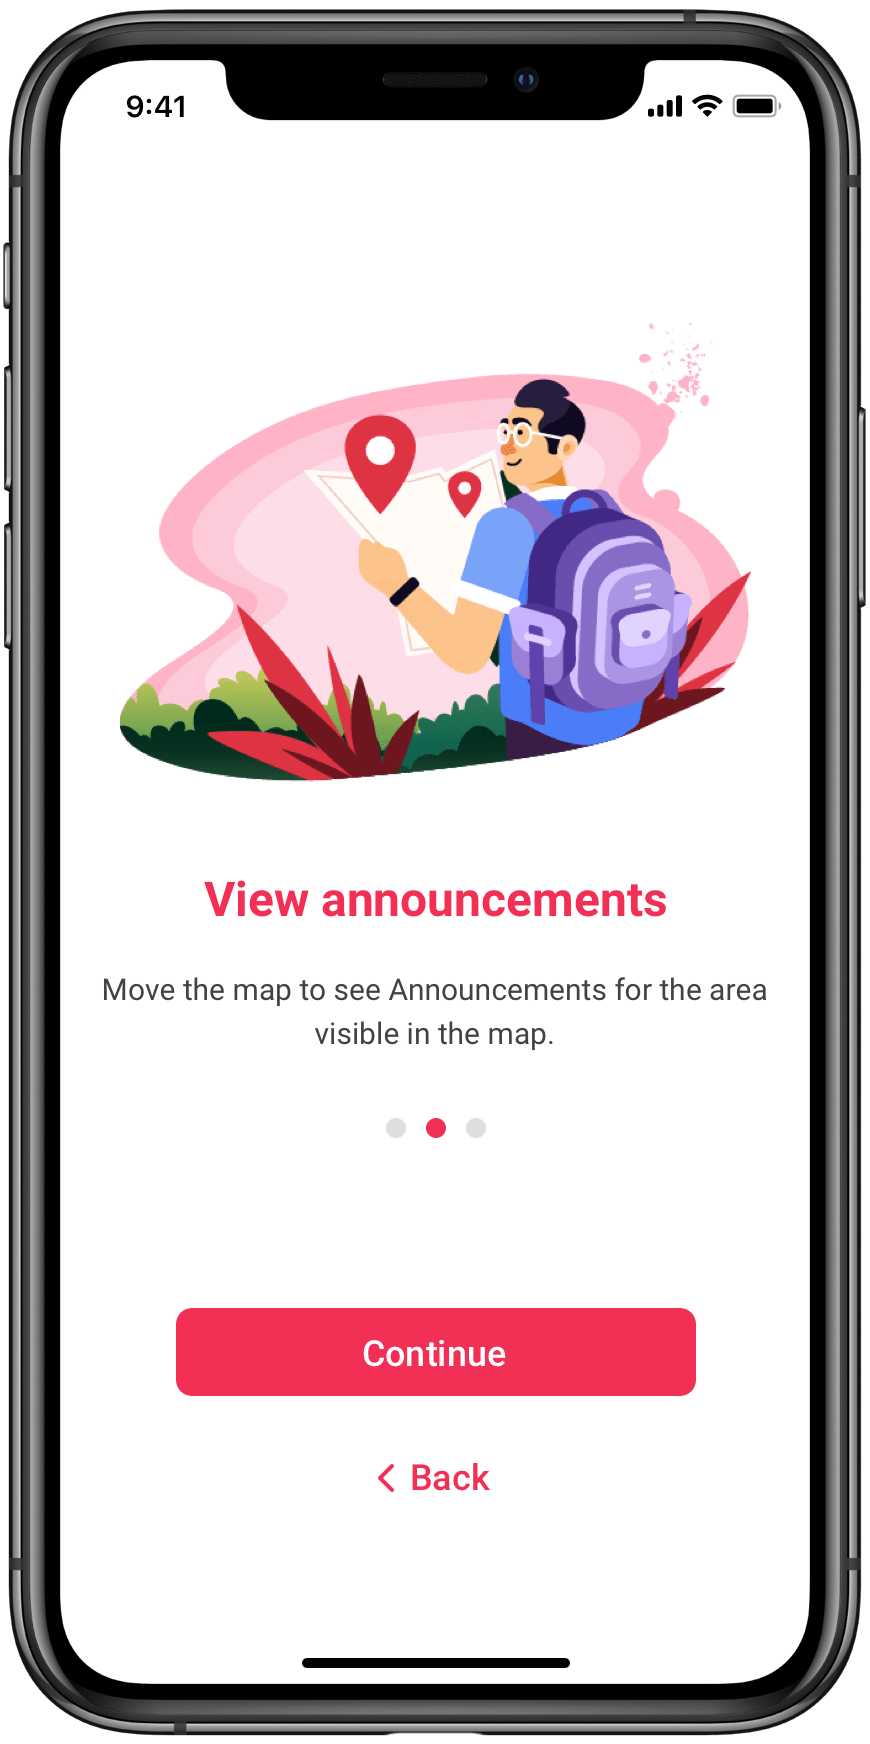 9:41
View announcements
Move the map to see Announcements for the area
visible in the map.
Continue
Back